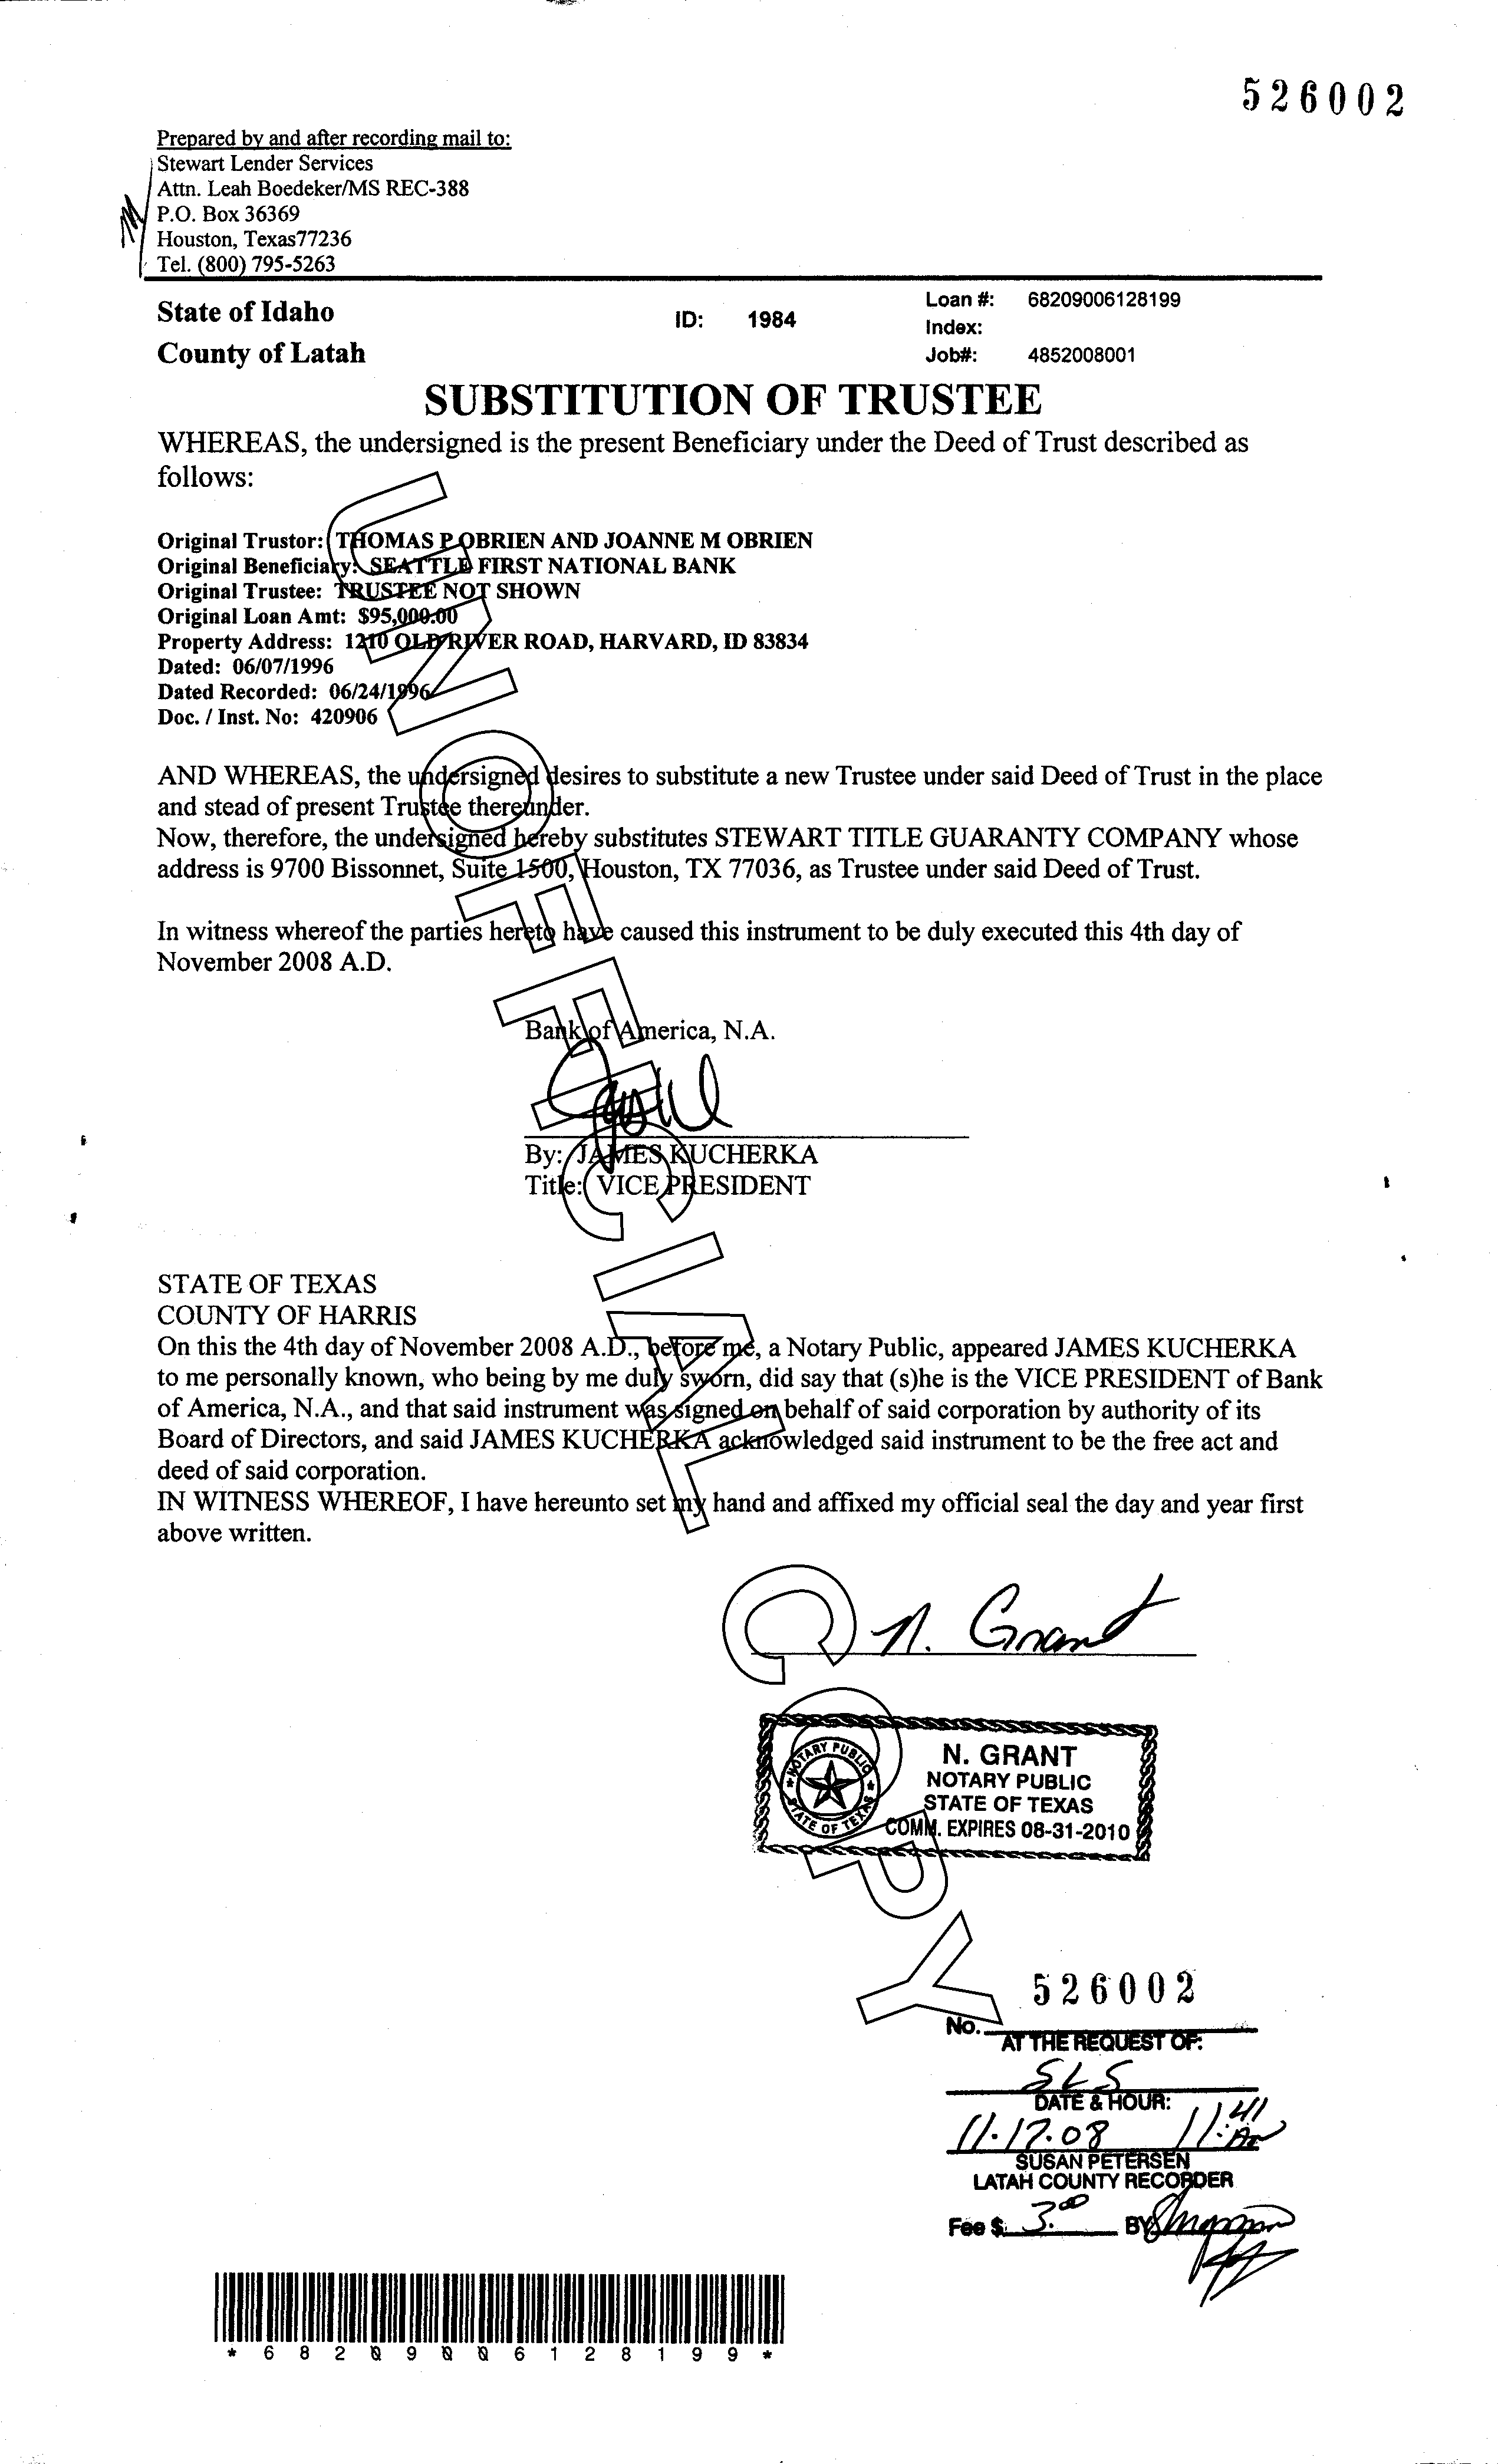 526002
Prepared by and after recording mail to:
Stewart Lender Services
Attn. Leah Boedeker/MS REC-388
P.O. Box 36369
Houston, Texas77236
Tel. (800) 795-5263
State of Idaho
County of Latah
ID: 1984
Loan #: 68209006128199
Index:
Job#: 4852008001
SUBSTITUTION OF TRUSTEE
WHEREAS, the undersigned is the present Beneficiary under the Deed of Trust described as
follows:
Original Trustor: THOMAS P OBRIEN AND JOANNE M OBRIEN
Original Beneficiary: SEATTLE FIRST NATIONAL BANK
Original Trustee: TRUSTEE NOT SHOWN
Original Loan Amt: $95,000.00
Property Address: 1210 OLD RIVER ROAD, HARVARD, ID 83834
Dated: 06/07/1996
Dated Recorded: 06/24/1996
Doc. / Inst. No: 420906
AND WHEREAS, the undersigned desires to substitute a new Trustee under said Deed of Trust in the place
and stead of present Trustee thereunder.
Now, therefore, the undersigned hereby substitutes STEWART TITLE GUARANTY COMPANY whose
address is 9700 Bissonnet, Suite 1500, Houston, TX 77036, as Trustee under said Deed of Trust.
In witness whereof the parties hereto have caused this instrument to be duly executed this 4th day of
November 2008 A.D.
Bank of America, N.A.
By: JAMES KUCHERKA
Title: VICE PRESIDENT
STATE OF TEXAS
COUNTY OF HARRIS
On this the 4th day of November 2008 A.D., before me, a Notary Public, appeared JAMES KUCHERKA
to me personally known, who being by me duly sworn, did say that (s)he is the VICE PRESIDENT of Bank
of America, N.A., and that said instrument was signed on behalf of said corporation by authority of its
Board of Directors, and said JAMES KUCHERKA acknowledged said instrument to be the free act and
deed of said corporation.
IN WITNESS WHEREOF, I have hereunto set my hand and affixed my official seal the day and year first
above written.
UNOFFICIAL COPY
N. Grant
NOTARY PUBLIC
STATE OF TEXAS
N. GRANT
NOTARY PUBLIC
STATE OF TEXAS
COMM. EXPIRES 08-31-2010
526002
No.
AT THE REQUEST OF:
SLS
DATE & HOUR:
11.17.08 11:41 Am
SUSAN PETERSEN
LATAH COUNTY RECORDER
Fee $ 3.00 BY
*68209006128199*